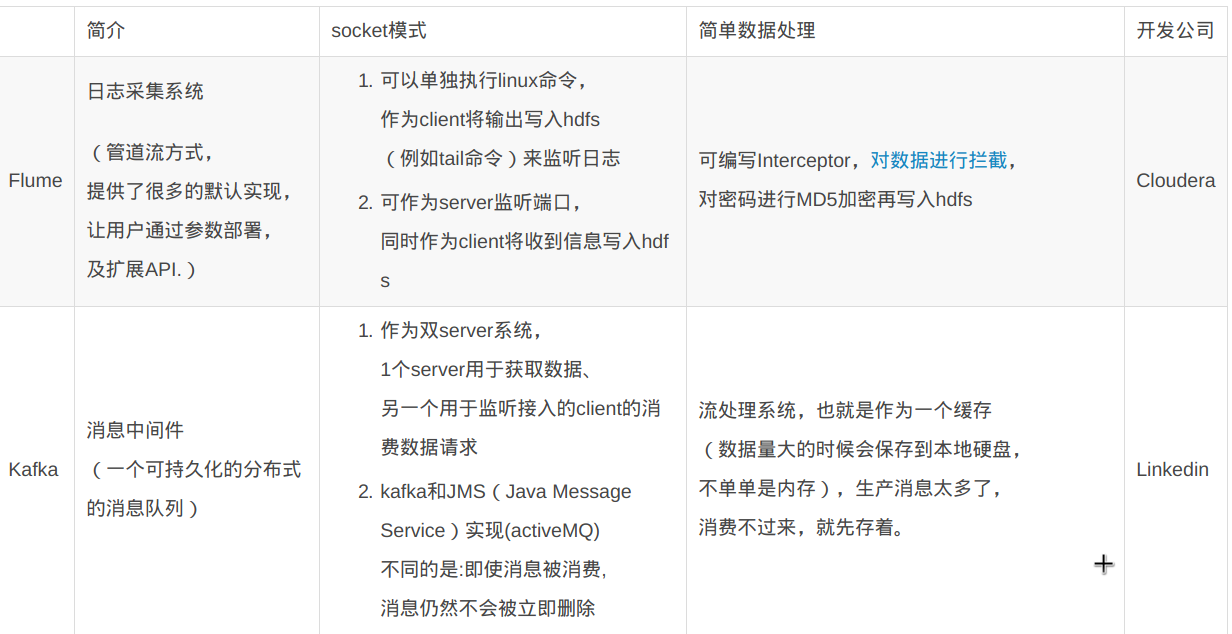 简介
socket模式
简单数据处理
开发公司
Flume
日志采集系统
（管道流方式，
提供了很多的默认实现，
让用户通过参数部署，
及扩展API.）
1. 可以单独执行linux命令，
作为client将输出写入hdfs
（例如tail命令）来监听日志
2. 可作为server监听端口，
同时作为client将收到信息写入hdf
s
可编写Interceptor，对数据进行拦截，
对密码进行MD5加密再写入hdfs
Cloudera
Kafka
消息中间件
（一个可持久化的分布式
的消息队列）
1. 作为双server系统，
1个server用于获取数据、
另一个用于监听接入的client的消
费数据请求
2. kafka和JMS（Java Message
Service）实现(activeMQ)
不同的是:即使消息被消费,
消息仍然不会被立即删除
流处理系统，也就是作为一个缓存
（数据量大的时候会保存到本地硬盘，
不单单是内存），生产消息太多了，
消费不过来，就先存着。
Linkedin